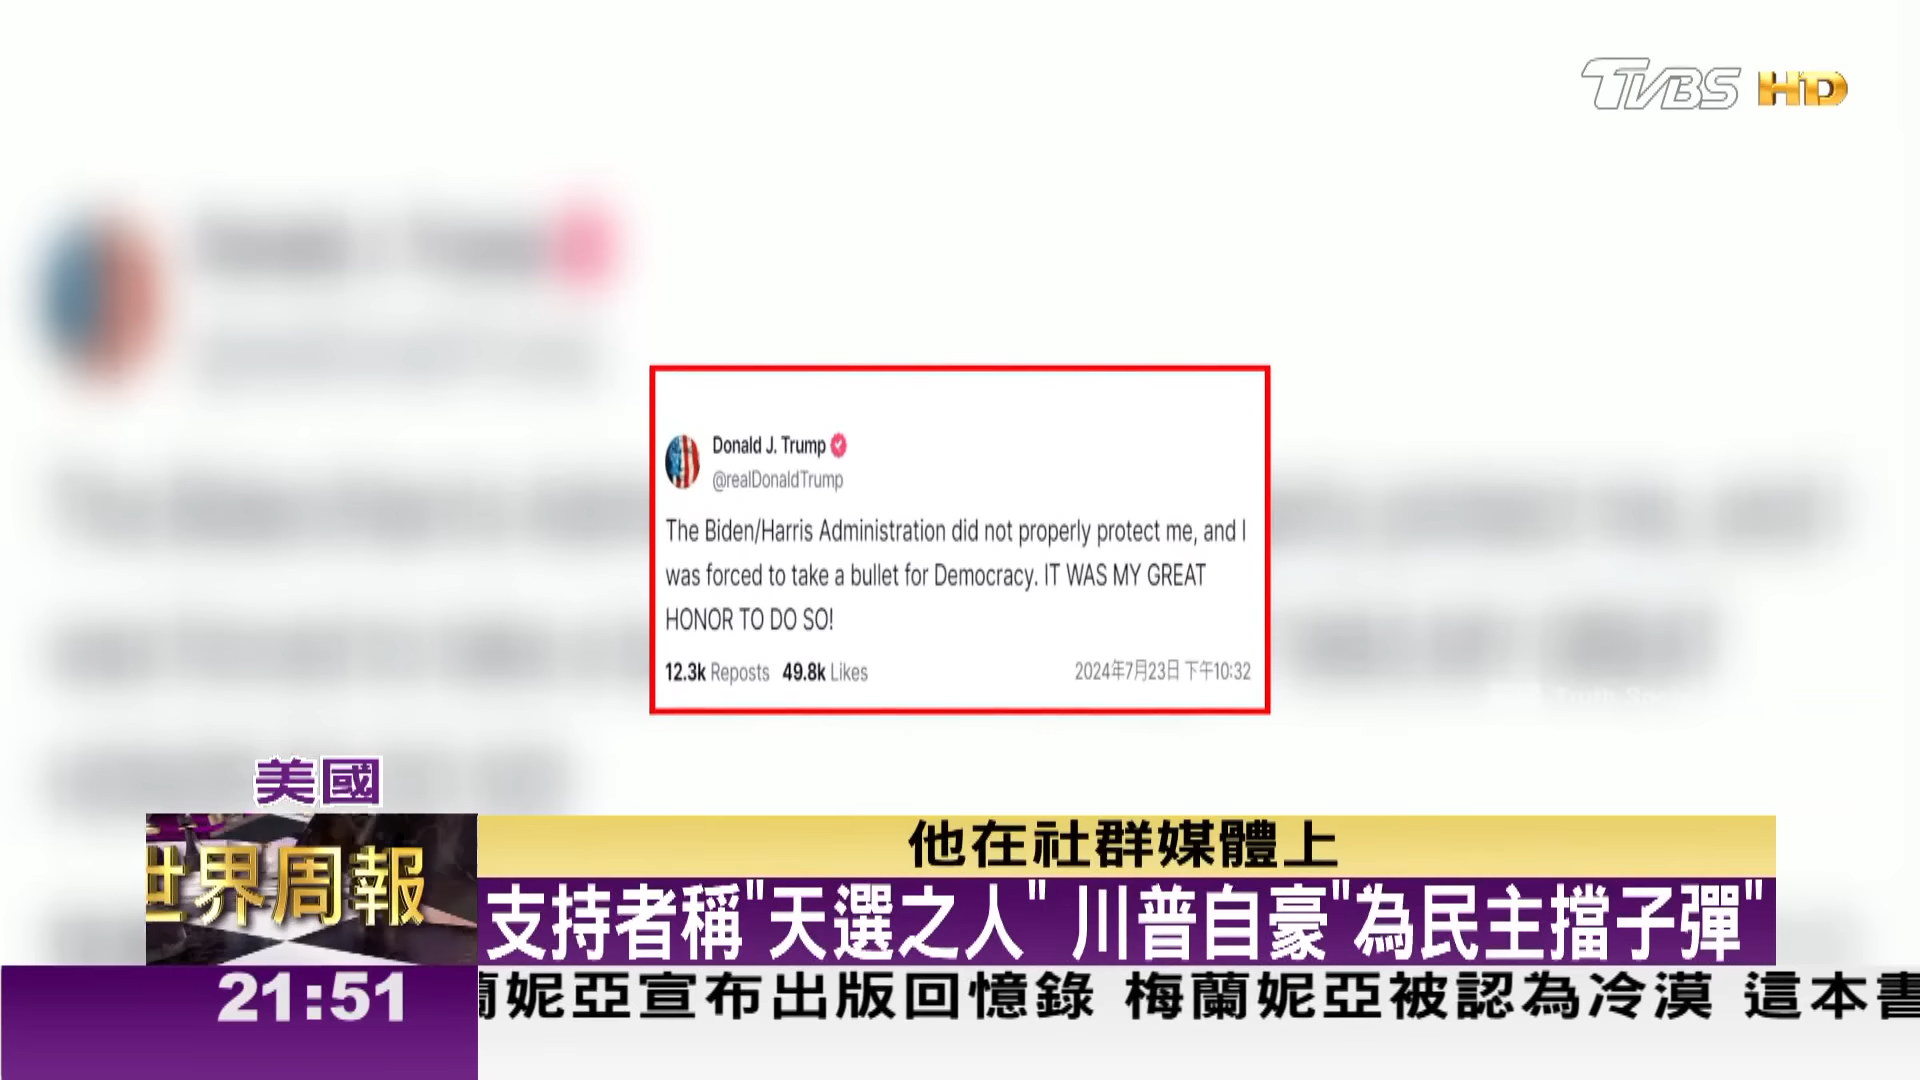 TVBS HD
Donald J. Trump
@realDonaldTrump
The Biden/Harris Administration did not properly protect me, and I
was forced to take a bullet for Democracy. IT WAS MY GREAT
HONOR TO DO SO!
12.3k Reposts 49.8k Likes 2024年7月23日 下午10:32
美國
世界周報
他在社群媒體上
支持者稱"天選之人" 川普自豪"為民主擋子彈"
21:51
蘭妮亞宣布出版回憶錄 梅蘭妮亞被認為冷漠 這本書